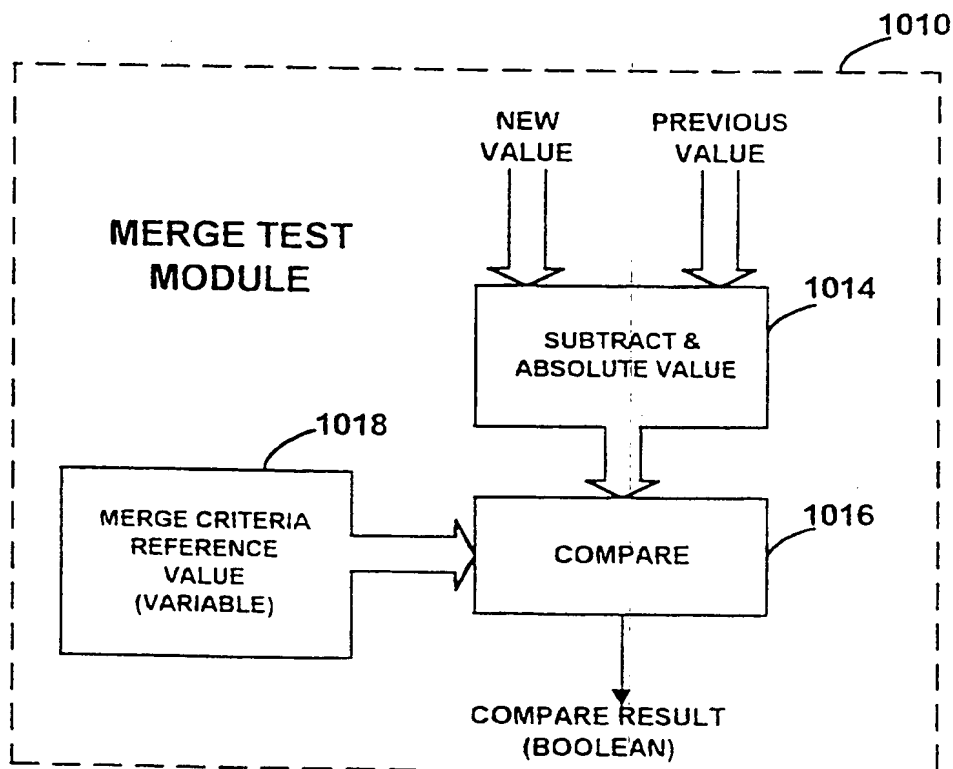 1010
NEW
VALUE
PREVIOUS
VALUE
MERGE TEST
MODULE
1014
SUBTRACT &
ABSOLUTE VALUE
1018
MERGE CRITERIA
REFERENCE
VALUE
(VARIABLE)
1016
COMPARE
COMPARE RESULT
(BOOLEAN)